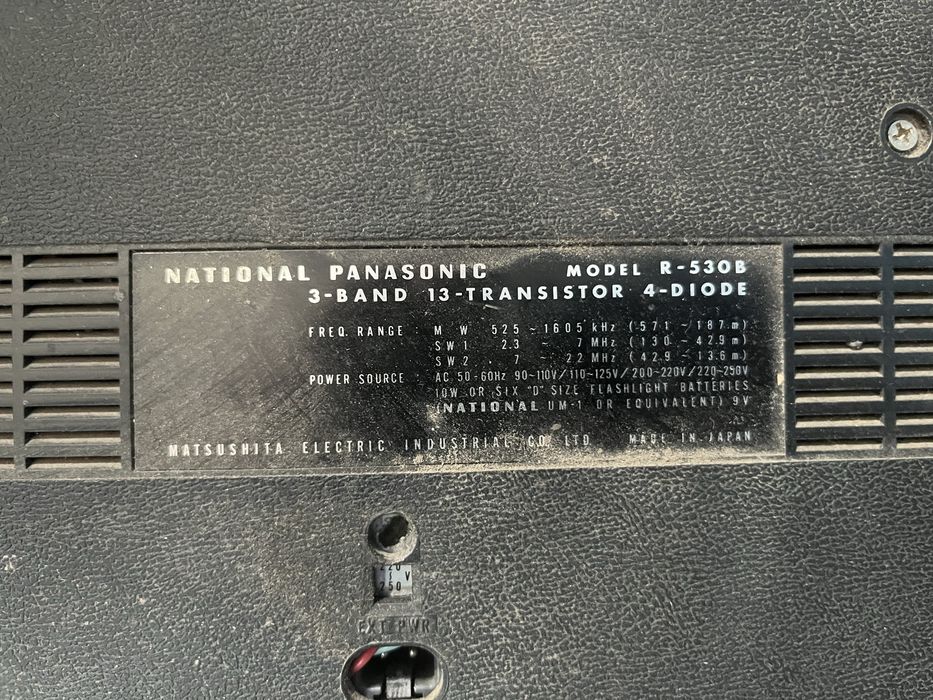 NATIONAL PANASONIC MODEL R-530B
3-BAND 13-TRANSISTOR 4-DIODE
FREQ. RANGE : MW 525 ~ 1605 kHz (571 ~ 187m)
SW1 2.3 ~ 7 MHz (130 ~ 42.9m)
SW2 7 ~ 22 MHz (42.9 ~ 13.6m)
POWER SOURCE : AC 50-60Hz 90~110V/110~125V/200~220V/220~250V
10W OR SIX "D" SIZE FLASHLIGHT BATTERIES
(NATIONAL UM-1 OR EQUIVALENT) 9V
MATSUSHITA ELECTRIC INDUSTRIAL CO. LTD MADE IN JAPAN
220
~ V
250
EXT PWR